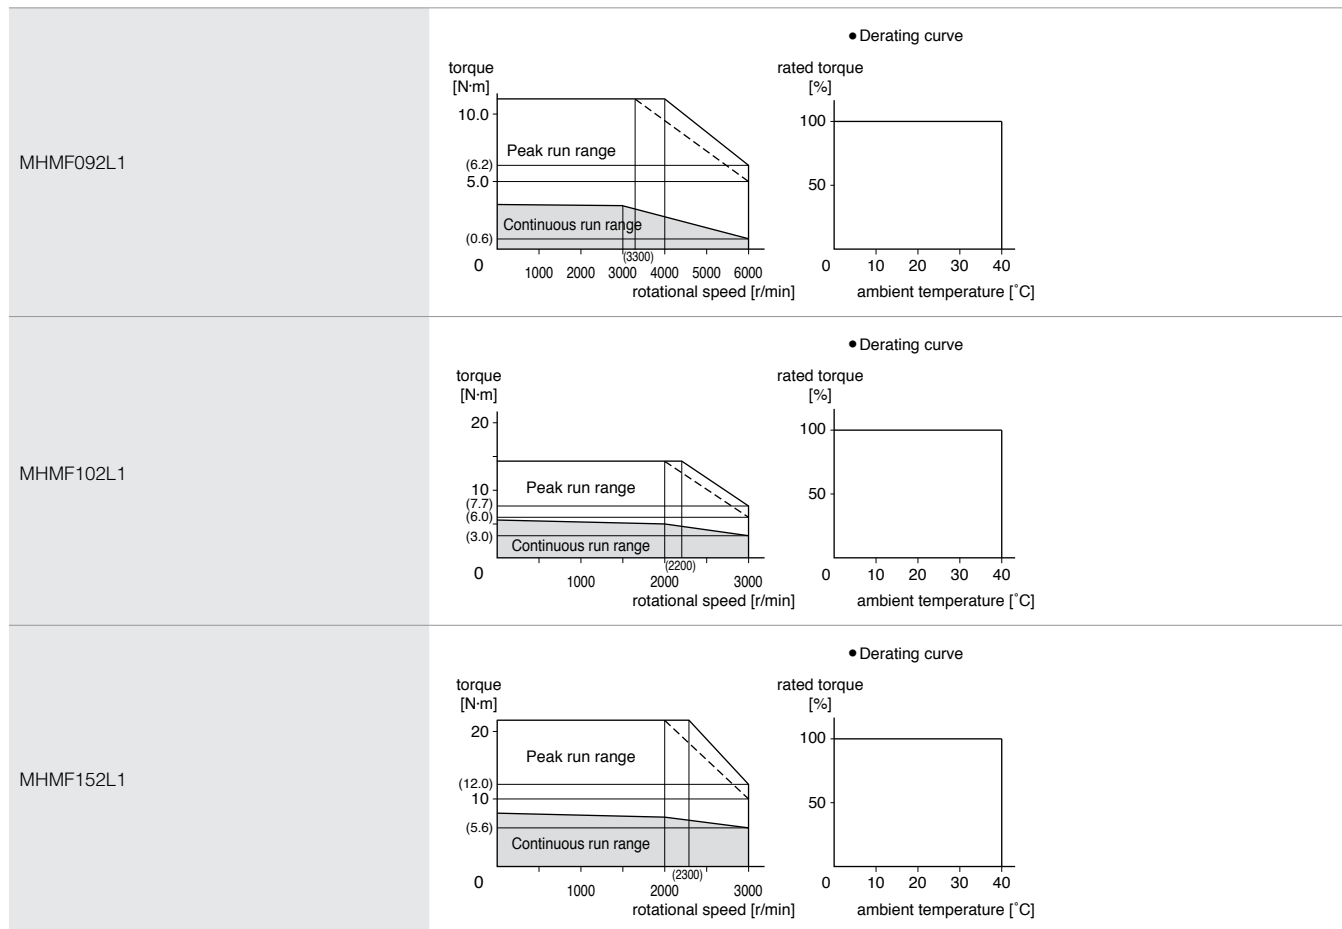 MHMF092L1
● Derating curve
torque
[N·m]
10.0
(6.2)
5.0
(0.6)
0
Peak run range
Continuous run range
(3300)
1000 2000 3000 4000 5000 6000
rotational speed [r/min]
rated torque
[%]
100
50
0 10 20 30 40
ambient temperature [˚C]
MHMF102L1
● Derating curve
torque
[N·m]
20
10
(7.7)
(6.0)
(3.0)
0
Peak run range
Continuous run range
(2200)
1000 2000 3000
rotational speed [r/min]
rated torque
[%]
100
50
0 10 20 30 40
ambient temperature [˚C]
MHMF152L1
● Derating curve
torque
[N·m]
20
(12.0)
10
(5.6)
0
Peak run range
Continuous run range
(2300)
1000 2000 3000
rotational speed [r/min]
rated torque
[%]
100
50
0 10 20 30 40
ambient temperature [˚C]